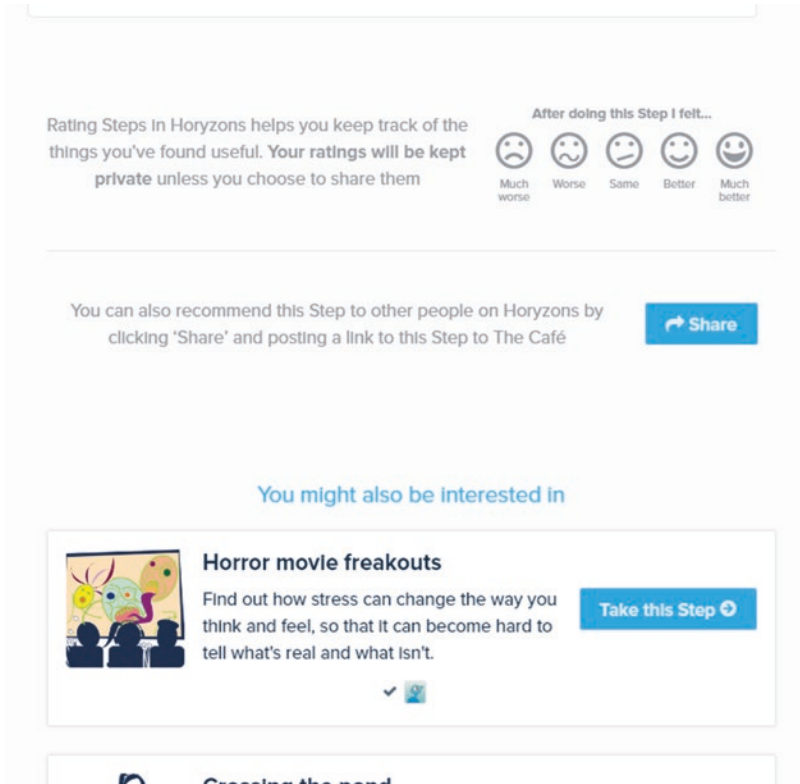 Rating Steps in Horyzons helps you keep track of the
things you've found useful. Your ratings will be kept
private unless you choose to share them
After doing this Step I felt...
Much worse
Worse
Same
Better
Much better
You can also recommend this Step to other people on Horyzons by
clicking 'Share' and posting a link to this Step to The Café
Share
You might also be interested in
Horror movie freakouts
Find out how stress can change the way you
think and feel, so that it can become hard to
tell what's real and what isn't.
Take this Step
Crossing the pond